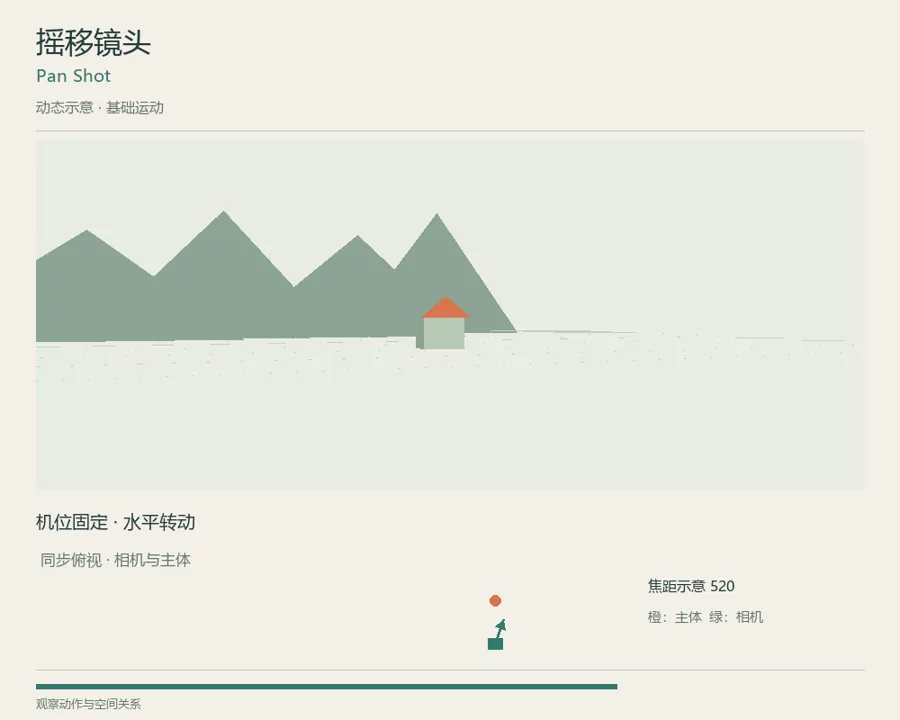 摇移镜头
Pan Shot
动态示意 · 基础运动
机位固定 · 水平转动
同步俯视 · 相机与主体
焦距示意 520
橙：主体 绿：相机
观察动作与空间关系